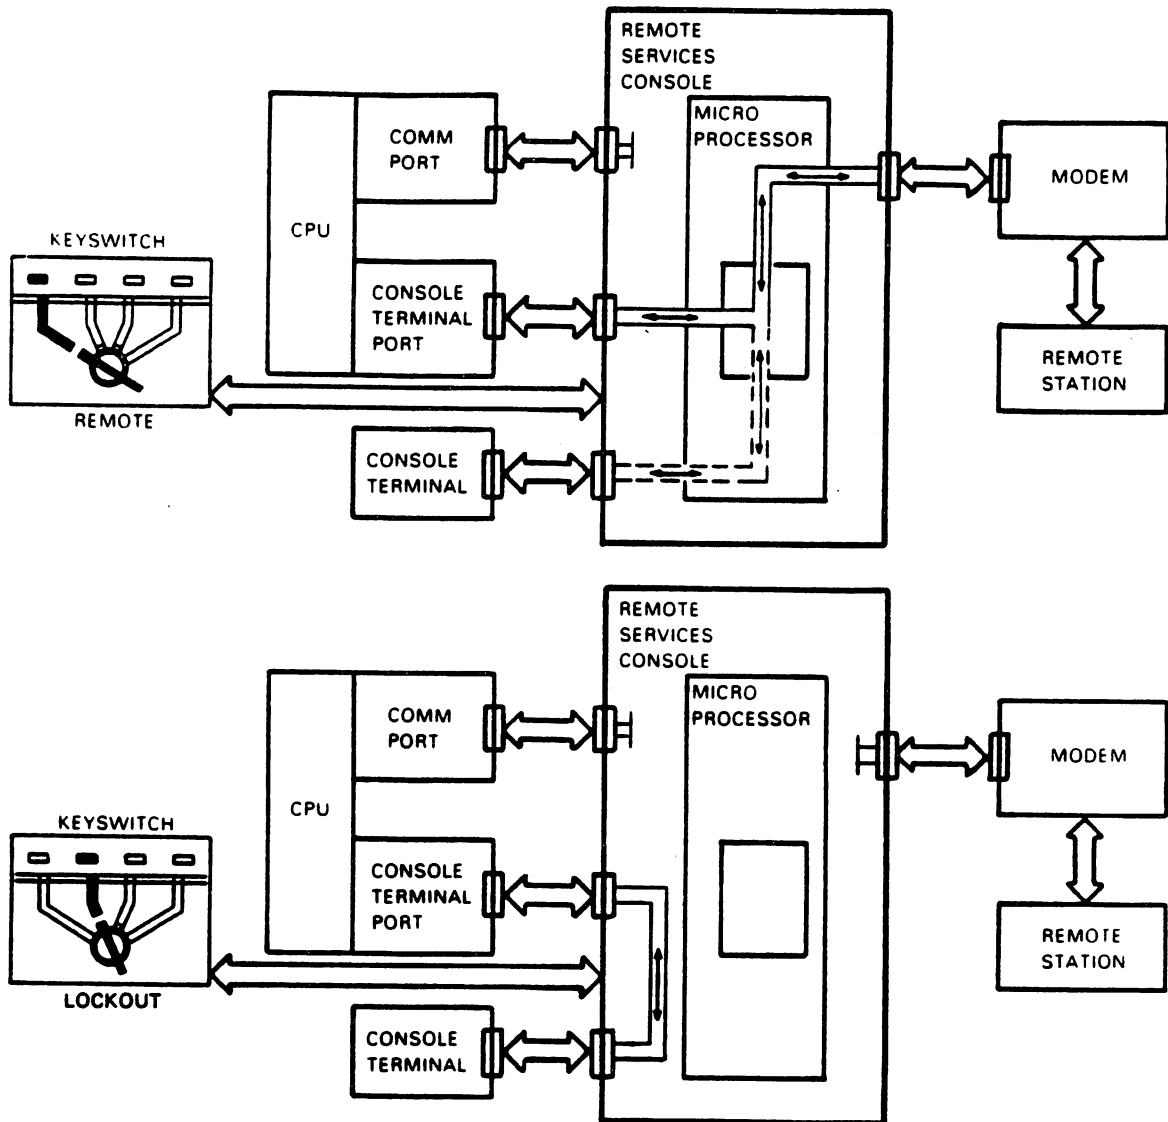 REMOTE
SERVICES
CONSOLE
MICRO
PROCESSOR
COMM
PORT
MODEM
CPU
KEYSWITCH
CONSOLE
TERMINAL
PORT
REMOTE
STATION
REMOTE
CONSOLE
TERMINAL
REMOTE
SERVICES
CONSOLE
MICRO
PROCESSOR
COMM
PORT
MODEM
CPU
KEYSWITCH
CONSOLE
TERMINAL
PORT
REMOTE
STATION
LOCKOUT
CONSOLE
TERMINAL